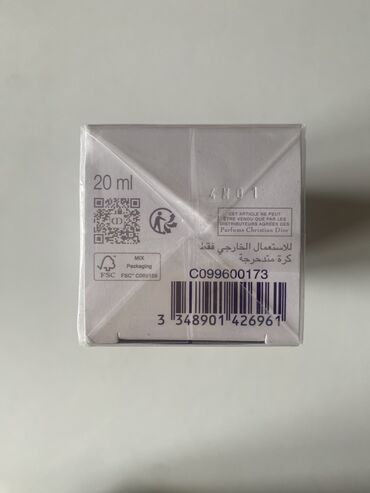 20 ml
4N01
CET ARTICLE NE PEUT
ÊTRE VENDU QUE PAR LES
DISTRIBUTEURS AGRÉÉS DES
Parfums Christian Dior
للاستعمال الخارجي فقط
كرة متدحرجة
FSC
MIX
Packaging
C099600173
3 348901 426961